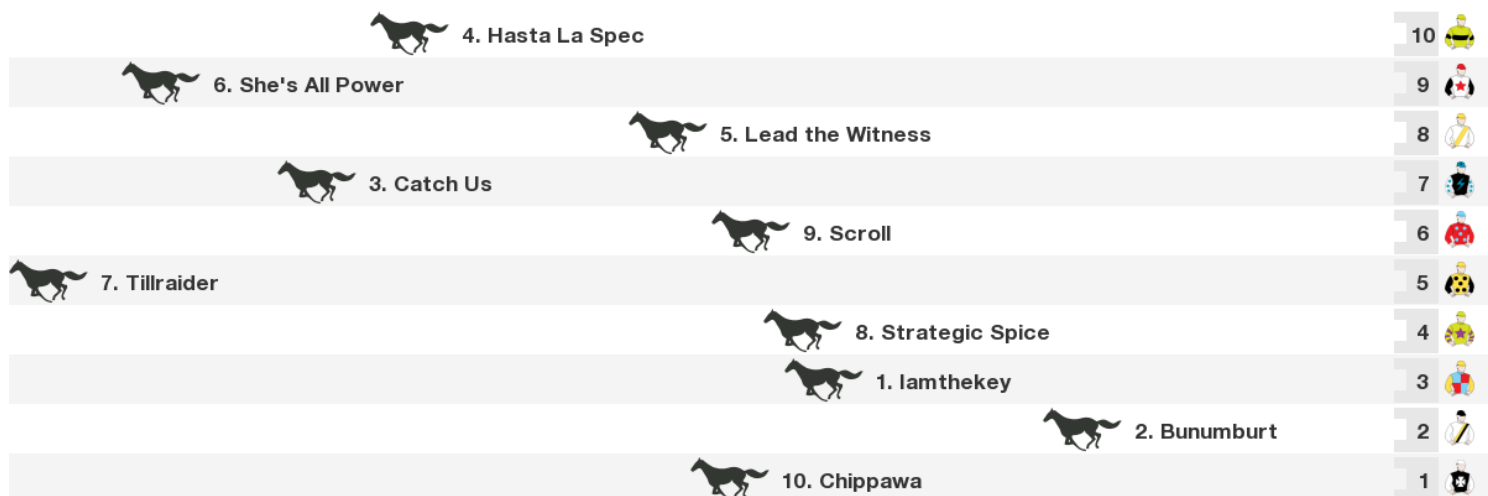 4. Hasta La Spec 10
6. She's All Power 9
5. Lead the Witness 8
3. Catch Us 7
9. Scroll 6
7. Tillraider 5
8. Strategic Spice 4
1. Iamthekey 3
2. Bunumburt 2
10. Chippawa 1